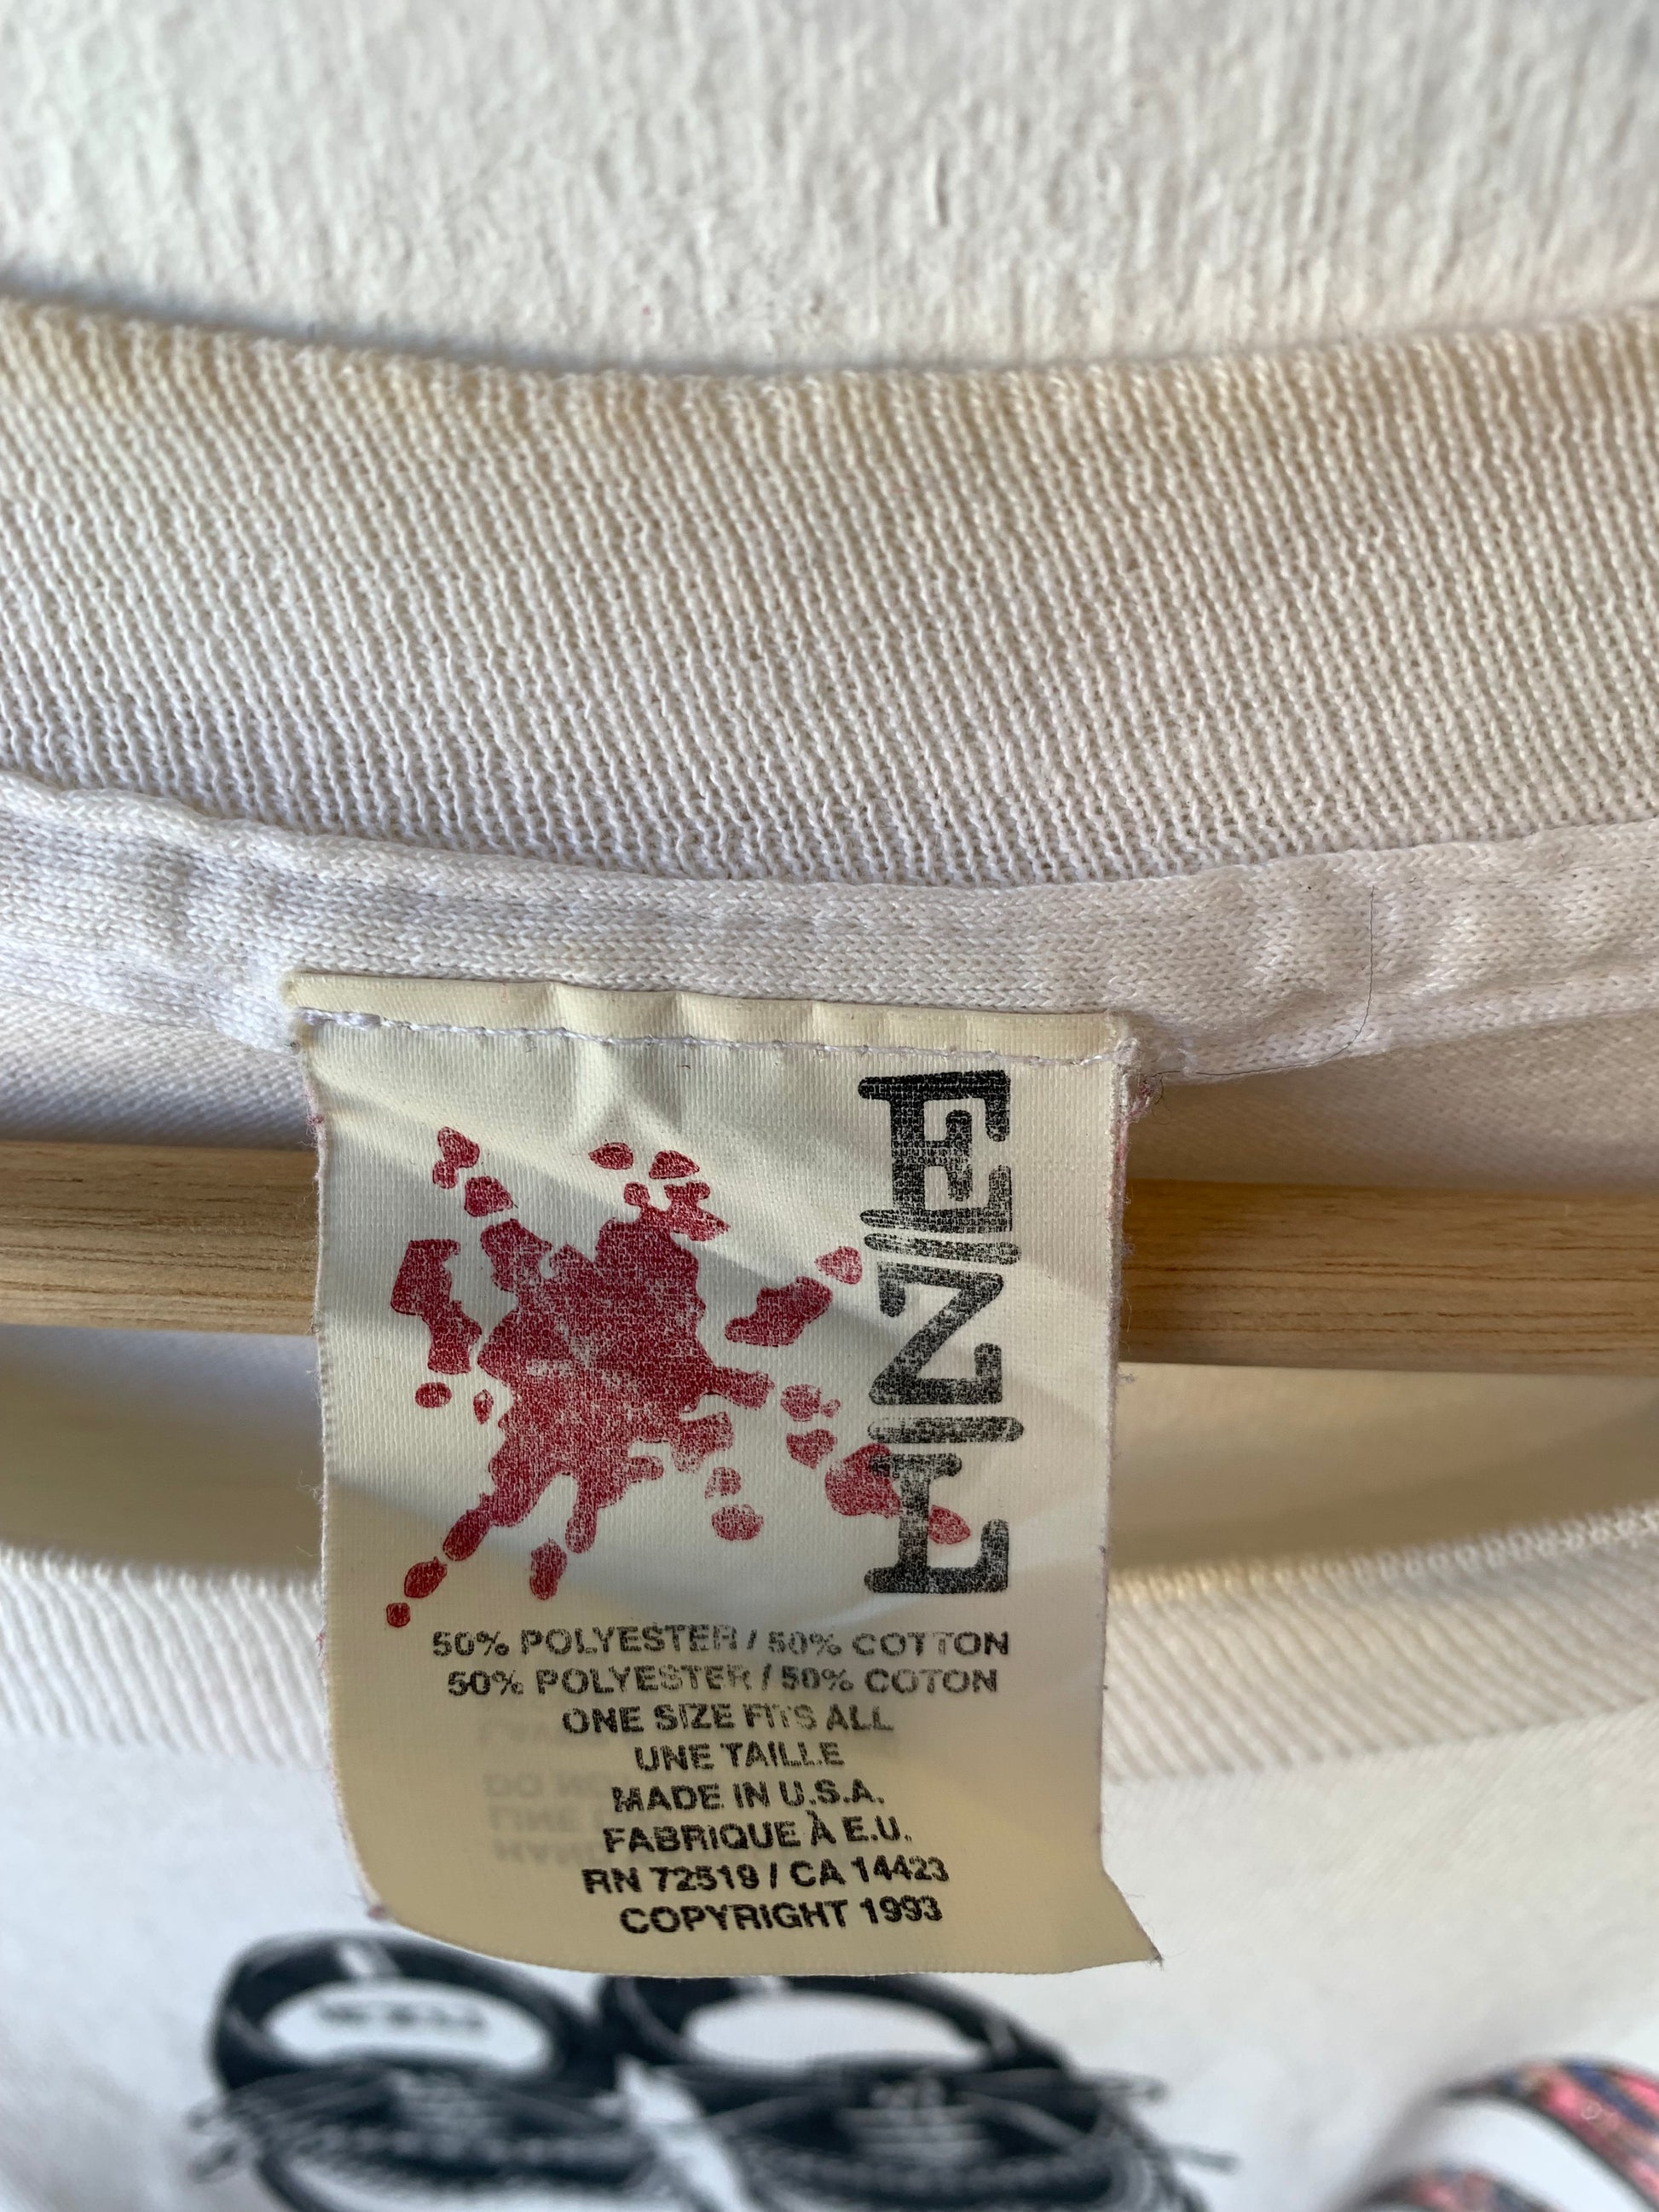 50% POLYESTER / 50% COTTON
50% POLYESTER / 50% COTON
ONE SIZE FITS ALL
UNE TAILLE
MADE IN U.S.A.
FABRIQUE À E.U.
RN 72519 / CA 14423
COPYRIGHT 1993